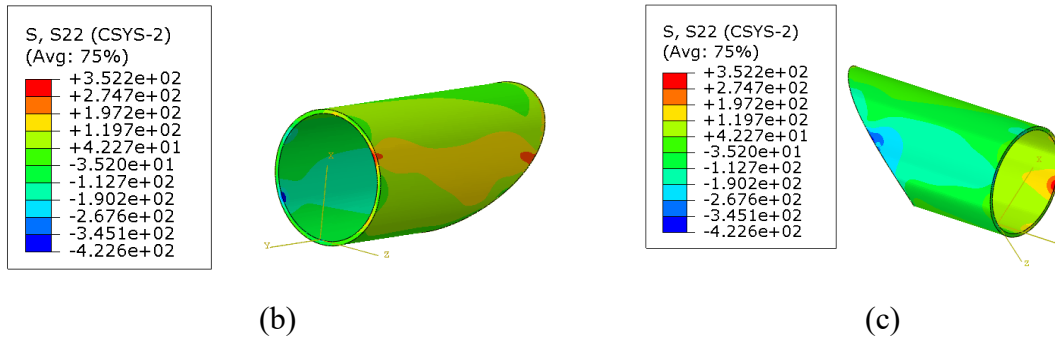 S, S22 (CSYS-2)
(Avg: 75%)
+3.522e+02
+2.747e+02
+1.972e+02
+1.197e+02
+4.227e+01
-3.520e+01
-1.127e+02
-1.902e+02
-2.676e+02
-3.451e+02
-4.226e+02
X
Y
Z
(b)
S, S22 (CSYS-2)
(Avg: 75%)
+3.522e+02
+2.747e+02
+1.972e+02
+1.197e+02
+4.227e+01
-3.520e+01
-1.127e+02
-1.902e+02
-2.676e+02
-3.451e+02
-4.226e+02
X
Z
(c)